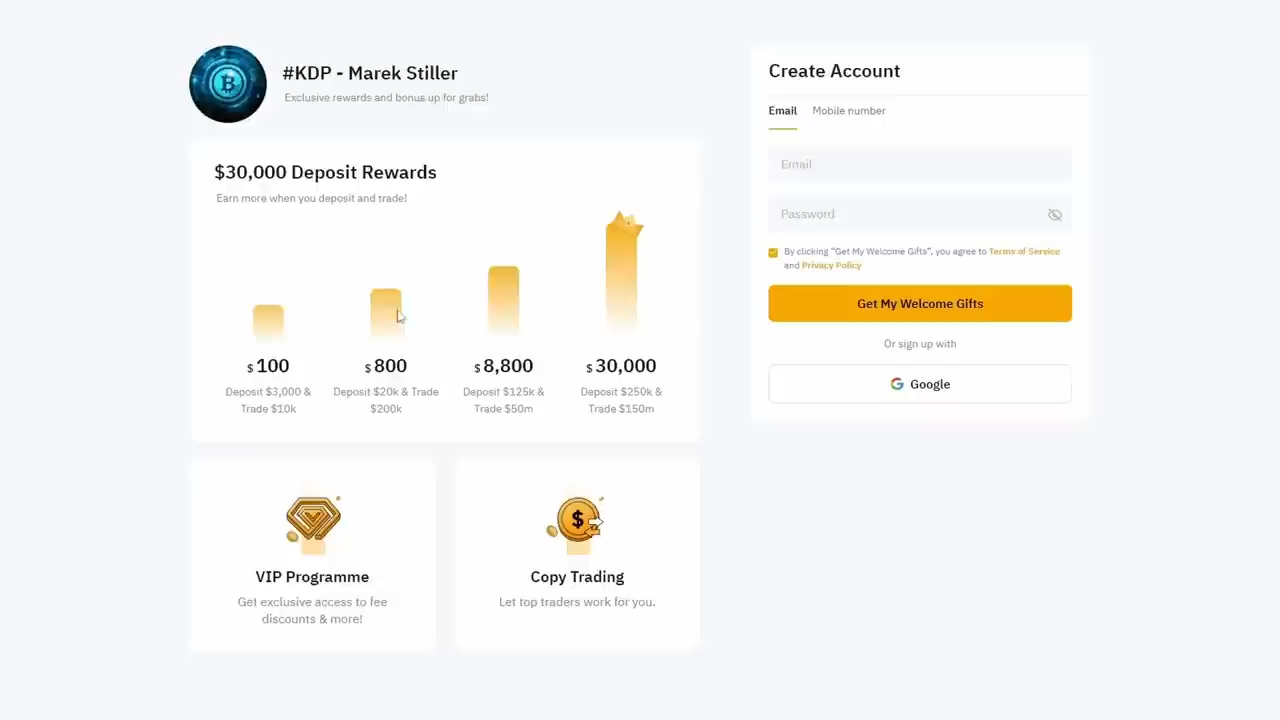 #KDP - Marek Stiller
Exclusive rewards and bonus up for grabs!
$30,000 Deposit Rewards
Earn more when you deposit and trade!
$ 100
Deposit $3,000 &
Trade $10k
$ 800
Deposit $20k & Trade
$200k
$ 8,800
Deposit $125k &
Trade $50m
$ 30,000
Deposit $250k &
Trade $150m
VIP Programme
Get exclusive access to fee
discounts & more!
Copy Trading
Let top traders work for you.
Create Account
Email Mobile number
Email
Password
By clicking "Get My Welcome Gifts", you agree to Terms of Service
and Privacy Policy
Get My Welcome Gifts
Or sign up with
Google